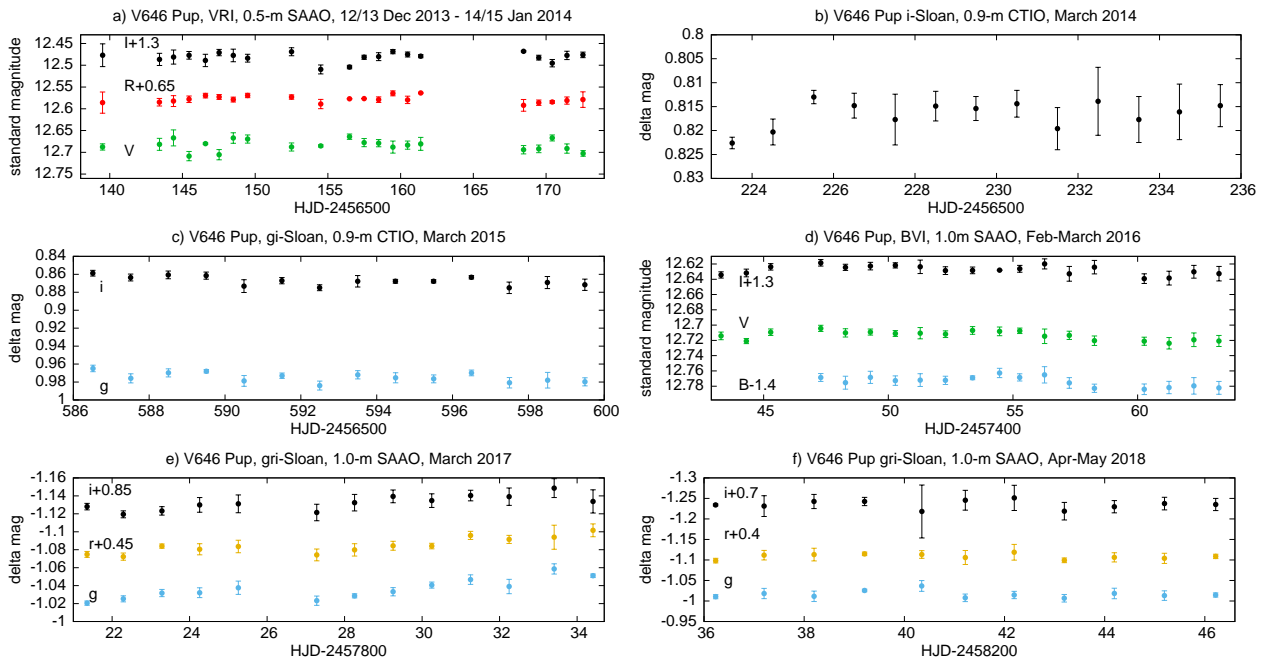 a) V646 Pup, VRI, 0.5-m SAAO, 12/13 Dec 2013 - 14/15 Jan 2014
standard magnitude
12.45
12.5
12.55
12.6
12.65
12.7
12.75
I+1.3
R+0.65
V
140 145 150 155 160 165 170
HJD-2456500
b) V646 Pup i-Sloan, 0.9-m CTIO, March 2014
delta mag
0.8
0.805
0.81
0.815
0.82
0.825
0.83
224 226 228 230 232 234 236
HJD-2456500
c) V646 Pup, gi-Sloan, 0.9-m CTIO, March 2015
delta mag
0.84
0.86
0.88
0.9
0.92
0.94
0.96
0.98
1
i
g
586 588 590 592 594 596 598 600
HJD-2456500
d) V646 Pup, BVI, 1.0m SAAO, Feb-March 2016
standard magnitude
12.62
12.64
12.66
12.68
12.7
12.72
12.74
12.76
12.78
I+1.3
V
B-1.4
45 50 55 60
HJD-2457400
e) V646 Pup, gri-Sloan, 1.0-m SAAO, March 2017
delta mag
-1.16
-1.14
-1.12
-1.1
-1.08
-1.06
-1.04
-1.02
-1
i+0.85
r+0.45
g
22 24 26 28 30 32 34
HJD-2457800
f) V646 Pup gri-Sloan, 1.0-m SAAO, Apr-May 2018
delta mag
-1.3
-1.25
-1.2
-1.15
-1.1
-1.05
-1
-0.95
i+0.7
r+0.4
g
36 38 40 42 44 46
HJD-2458200